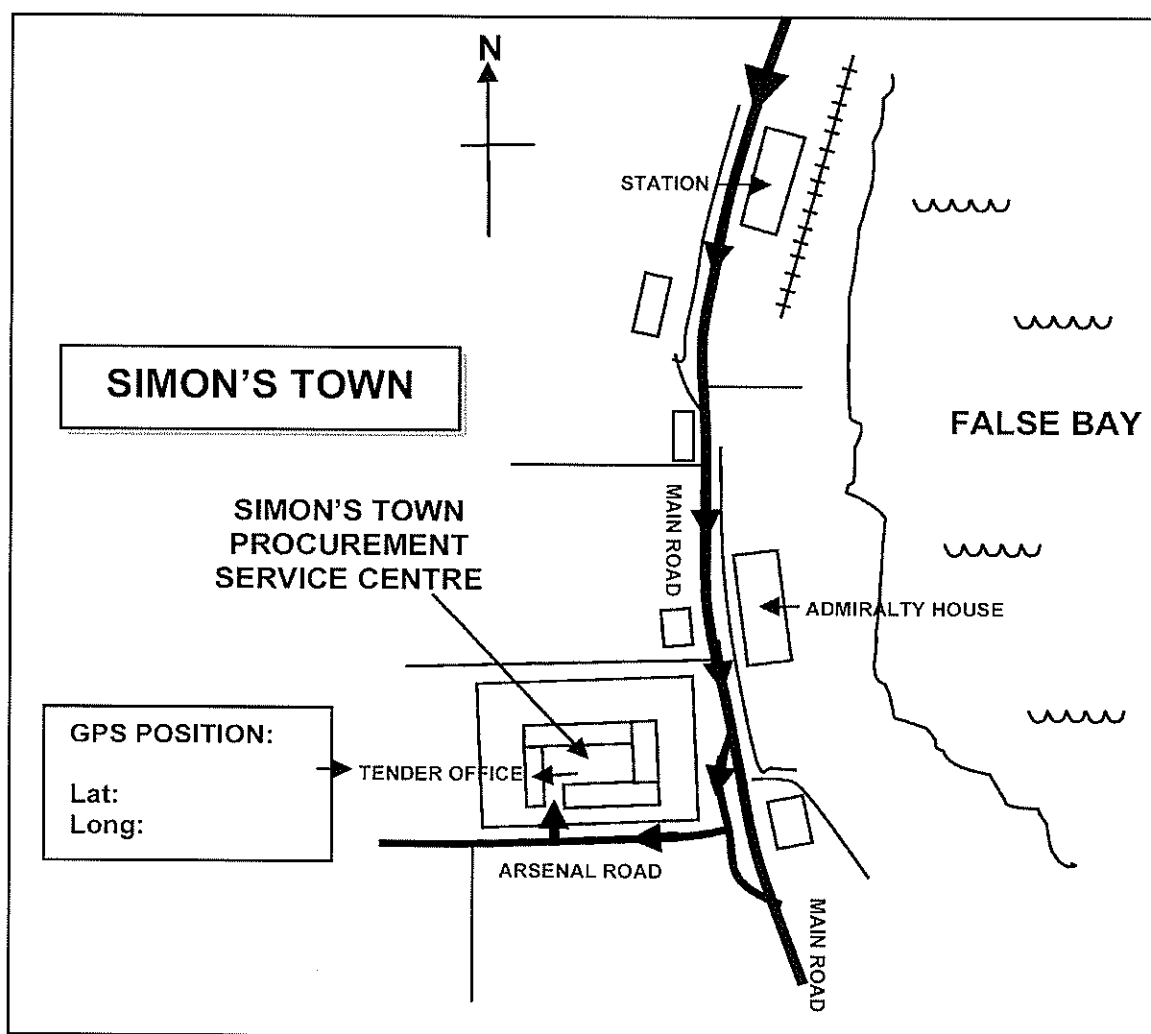 N
STATION
SIMON'S TOWN
FALSE BAY
SIMON'S TOWN
PROCUREMENT
SERVICE CENTRE
MAIN ROAD
ADMIRALTY HOUSE
GPS POSITION:
Lat:
Long:
TENDER OFFICE
ARSENAL ROAD
MAIN ROAD